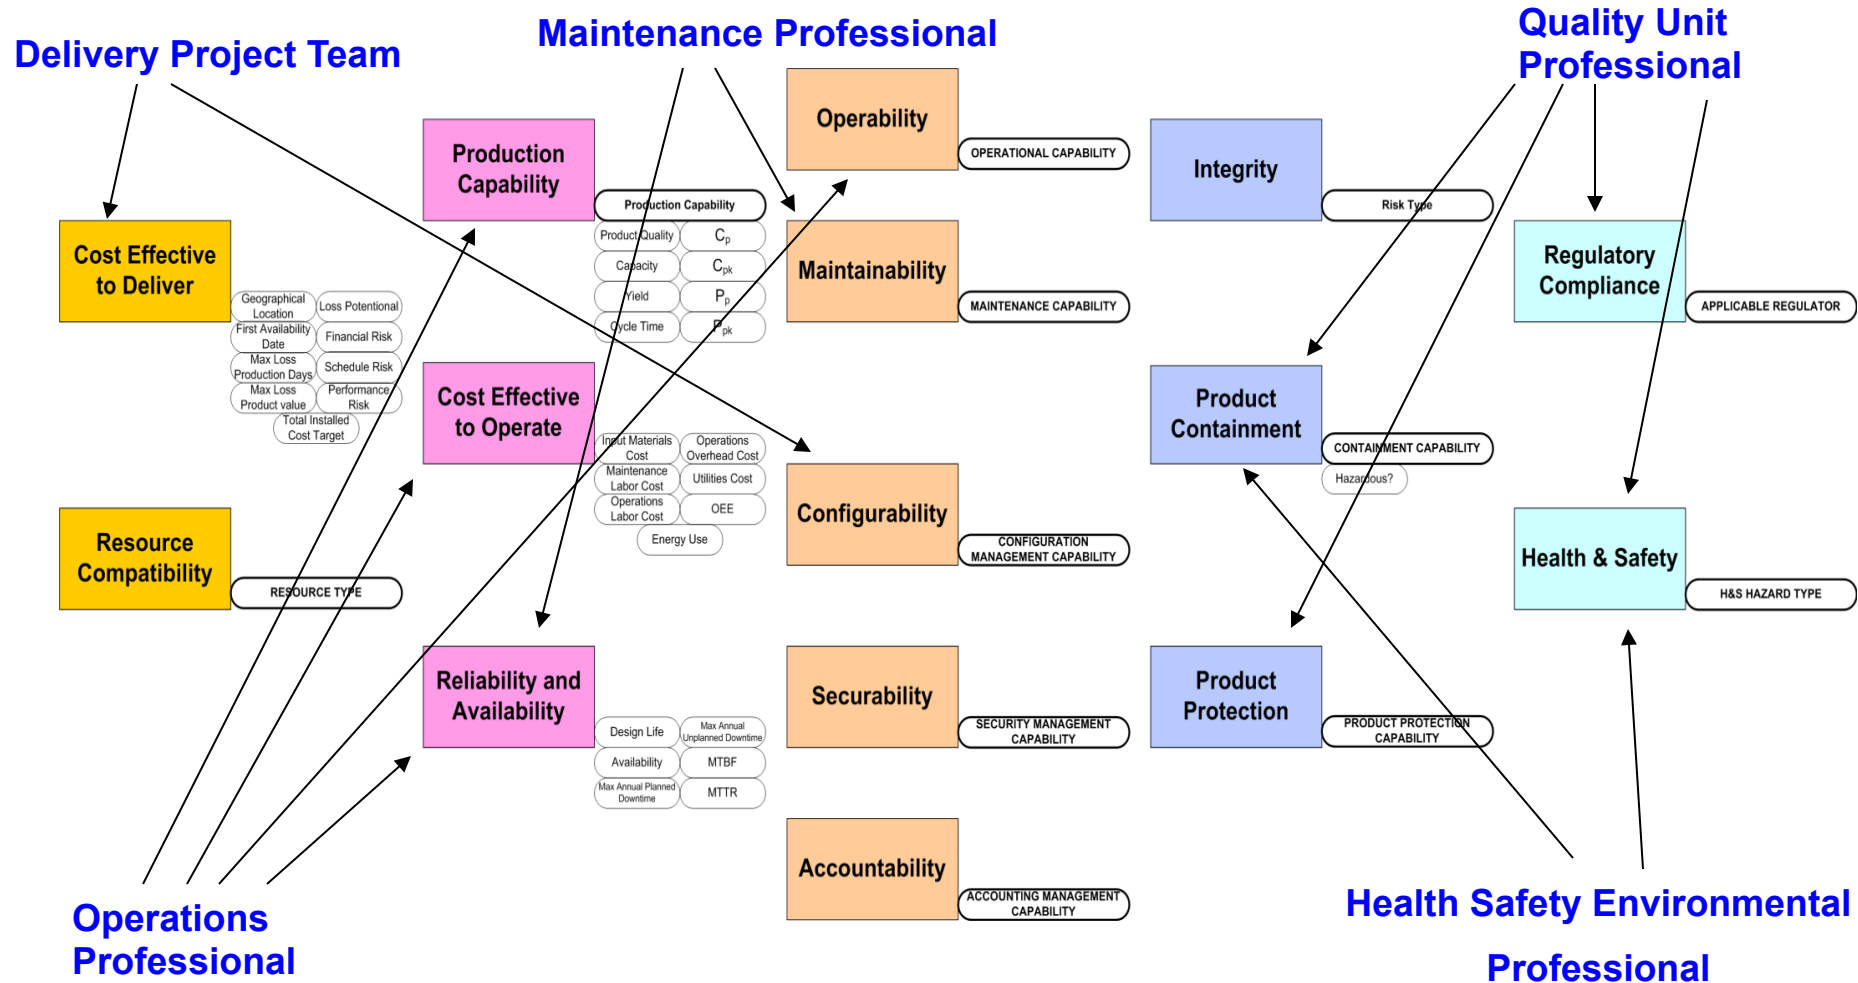 Delivery Project Team
Maintenance Professional
Quality Unit
Professional
Cost Effective
to Deliver
Geographical
Location
Loss Potentional
First Availability
Date
Financial Risk
Max Loss
Production Days
Schedule Risk
Max Loss
Product value
Performance
Risk
Total Installed
Cost Target
Resource
Compatibility
RESOURCE TYPE
Production
Capability
Production Capability
Product Quality
Cp
Capacity
Cpk
Yield
Pp
Cycle Time
Ppk
Cost Effective
to Operate
Input Materials
Cost
Operations
Overhead Cost
Maintenance
Labor Cost
Utilities Cost
Operations
Labor Cost
OEE
Energy Use
Reliability and
Availability
Design Life
Max Annual
Unplanned Downtime
Availability
MTBF
Max Annual Planned
Downtime
MTTR
Operability
OPERATIONAL CAPABILITY
Maintainability
MAINTENANCE CAPABILITY
Configurability
CONFIGURATION
MANAGEMENT CAPABILITY
Securability
SECURITY MANAGEMENT
CAPABILITY
Accountability
ACCOUNTING MANAGEMENT
CAPABILITY
Integrity
Risk Type
Product
Containment
CONTAINMENT CAPABILITY
Hazardous?
Product
Protection
PRODUCT PROTECTION
CAPABILITY
Regulatory
Compliance
APPLICABLE REGULATOR
Health & Safety
H&S HAZARD TYPE
Operations
Professional
Health Safety Environmental
Professional